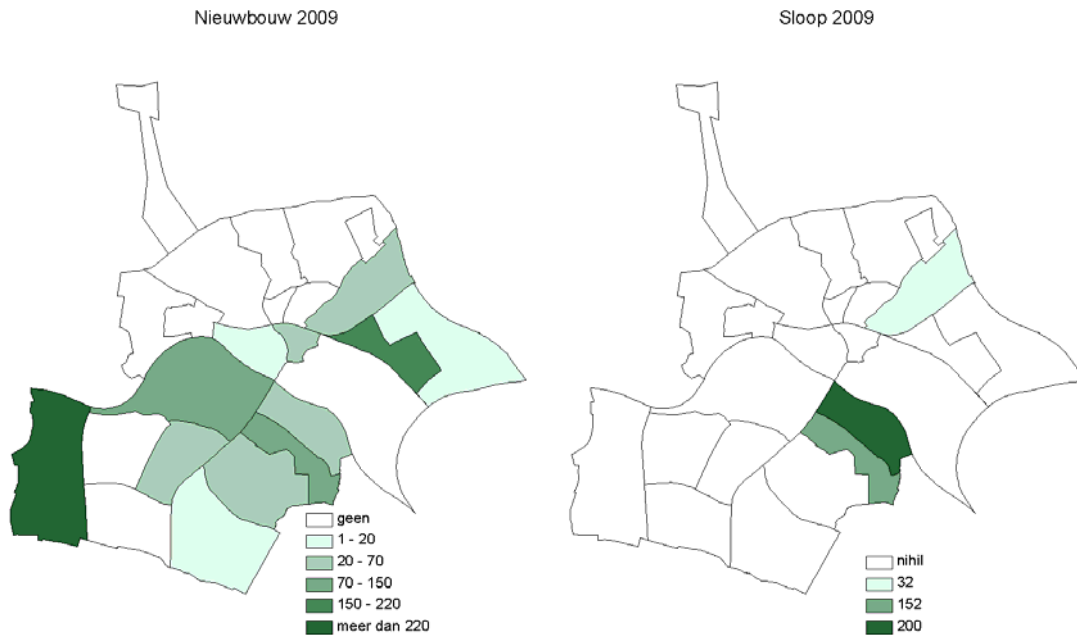 Nieuwbouw 2009
Sloop 2009
geen
1 - 20
20 - 70
70 - 150
150 - 220
meer dan 220
nihil
32
152
200